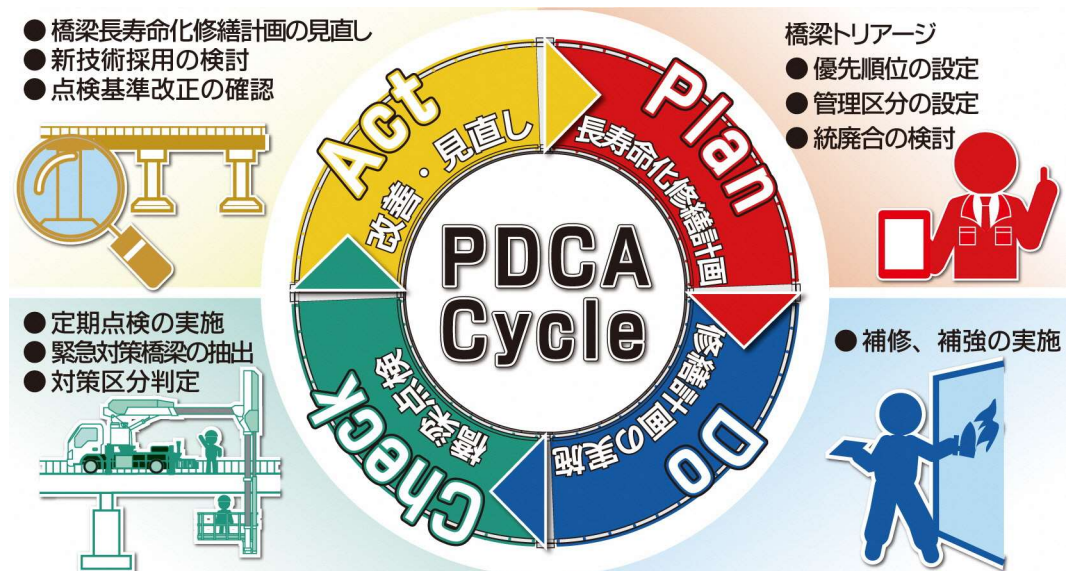 ● 橋梁長寿命化修繕計画の見直し
● 新技術採用の検討
● 点検基準改正の確認
橋梁トリアージ
● 優先順位の設定
● 管理区分の設定
● 統廃合の検討
Act
改善・見直し
Plan
長寿命化修繕計画
PDCA
Cycle
Check
橋梁点検
Do
修繕計画の実施
● 定期点検の実施
● 緊急対策橋梁の抽出
● 対策区分判定
● 補修、補強の実施